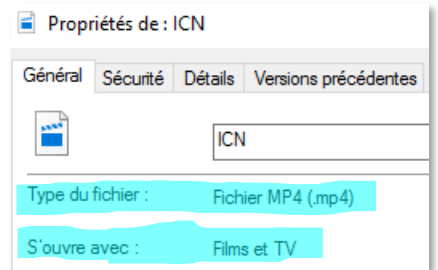 Propriétés de : ICN
Général Sécurité Détails Versions précédentes
ICN
Type du fichier : Fichier MP4 (.mp4)
S'ouvre avec : Films et TV